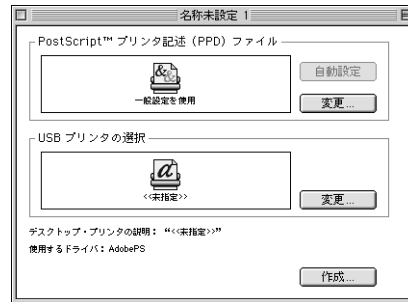 名称未設定 1
PostScript™ プリンタ記述（PPD）ファイル
一般設定を使用
自動設定
変更...
USB プリンタの選択
<<未指定>>
変更...
デスクトップ・プリンタの説明： “<<未指定>>”
使用するドライバ： AdobePS
作成...